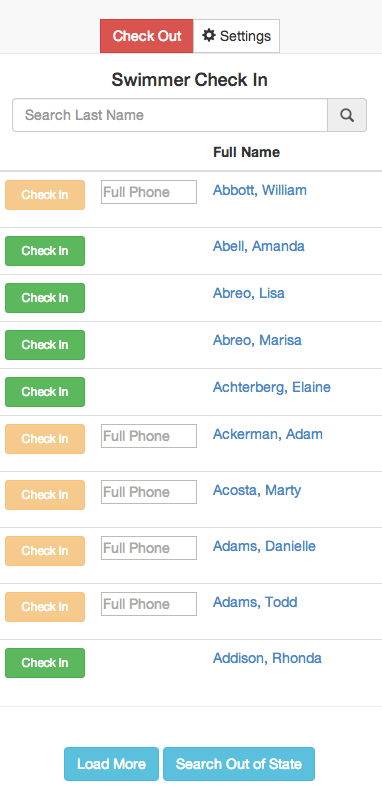 Check Out Settings
Swimmer Check In
Search Last Name
Full Name
Check In Full Phone Abbott, William
Check In Abell, Amanda
Check In Abreo, Lisa
Check In Abreo, Marisa
Check In Achterberg, Elaine
Check In Full Phone Ackerman, Adam
Check In Full Phone Acosta, Marty
Check In Full Phone Adams, Danielle
Check In Full Phone Adams, Todd
Check In Addison, Rhonda
Load More Search Out of State